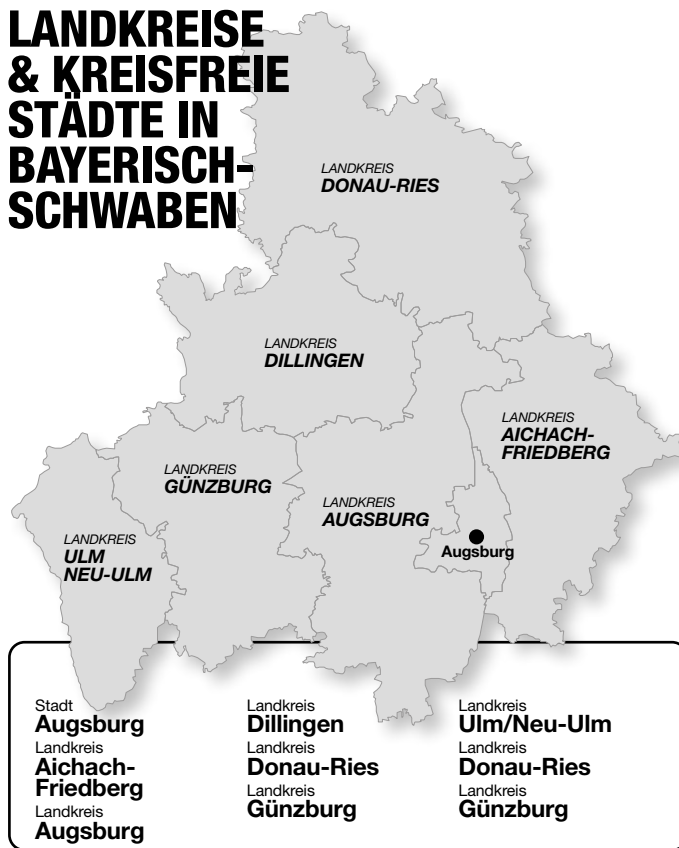 LANDKREISE
& KREISFREIE
STÄDTE IN
BAYERISCH-
SCHWABEN
LANDKREIS
DONAU-RIES
LANDKREIS
DILLINGEN
LANDKREIS
AICHACH-
FRIEDBERG
LANDKREIS
GÜNZBURG
LANDKREIS
AUGSBURG
LANDKREIS
ULM
NEU-ULM
Augsburg
Stadt
Augsburg
Landkreis
Aichach-
Friedberg
Landkreis
Augsburg
Landkreis
Dillingen
Landkreis
Donau-Ries
Landkreis
Günzburg
Landkreis
Ulm/Neu-Ulm
Landkreis
Donau-Ries
Landkreis
Günzburg